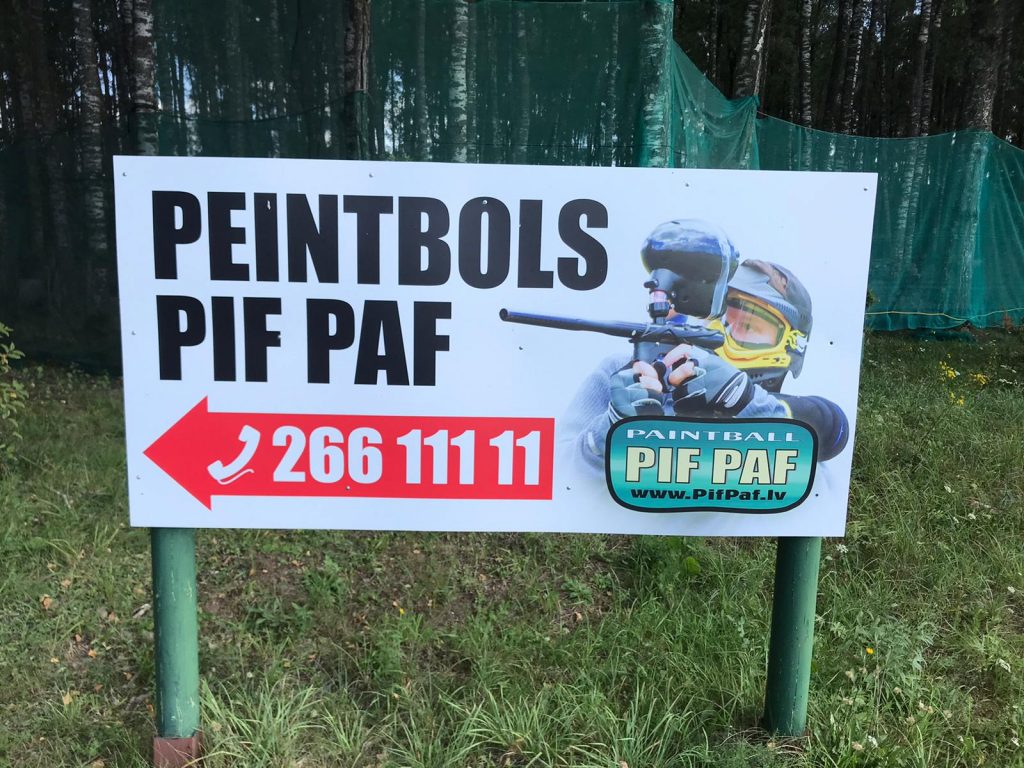 PEINTBOLS
PIF PAF
266 111 11
PAINTBALL
PIF PAF
www.PifPaf.lv